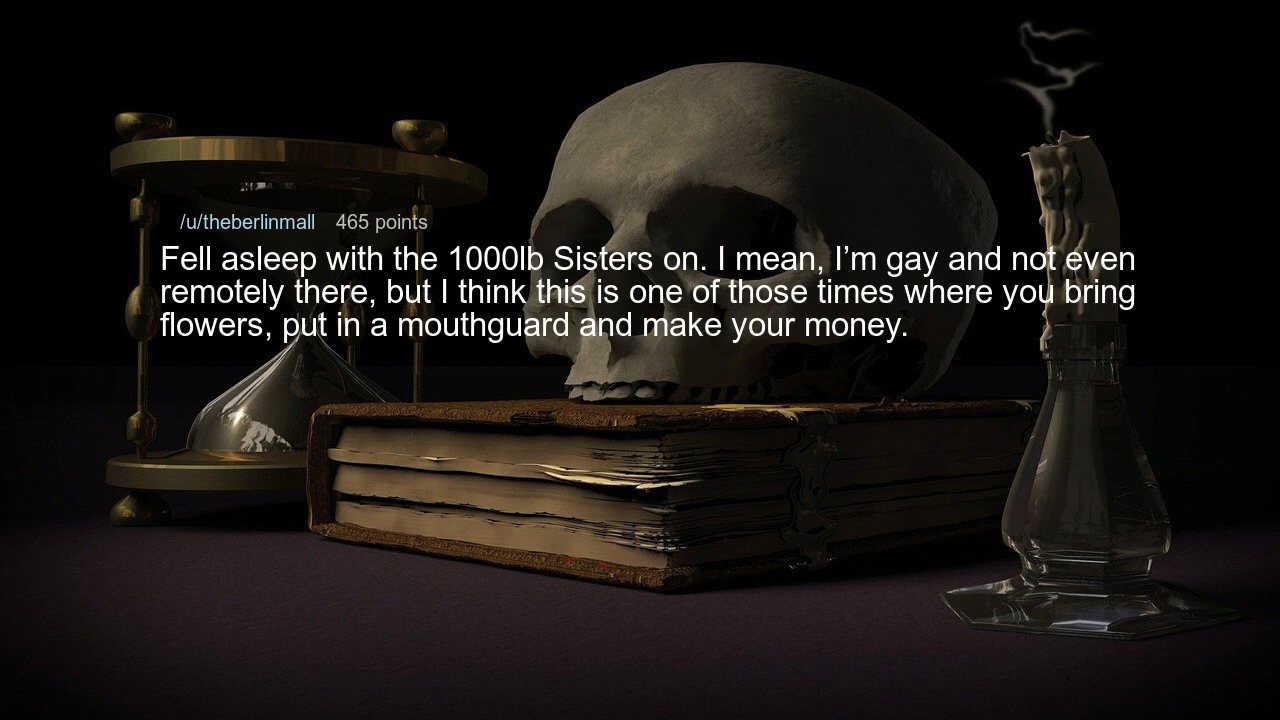 /u/theberlinmall 465 points
Fell asleep with the 1000lb Sisters on. I mean, I’m gay and not even
remotely there, but I think this is one of those times where you bring
flowers, put in a mouthguard and make your money.